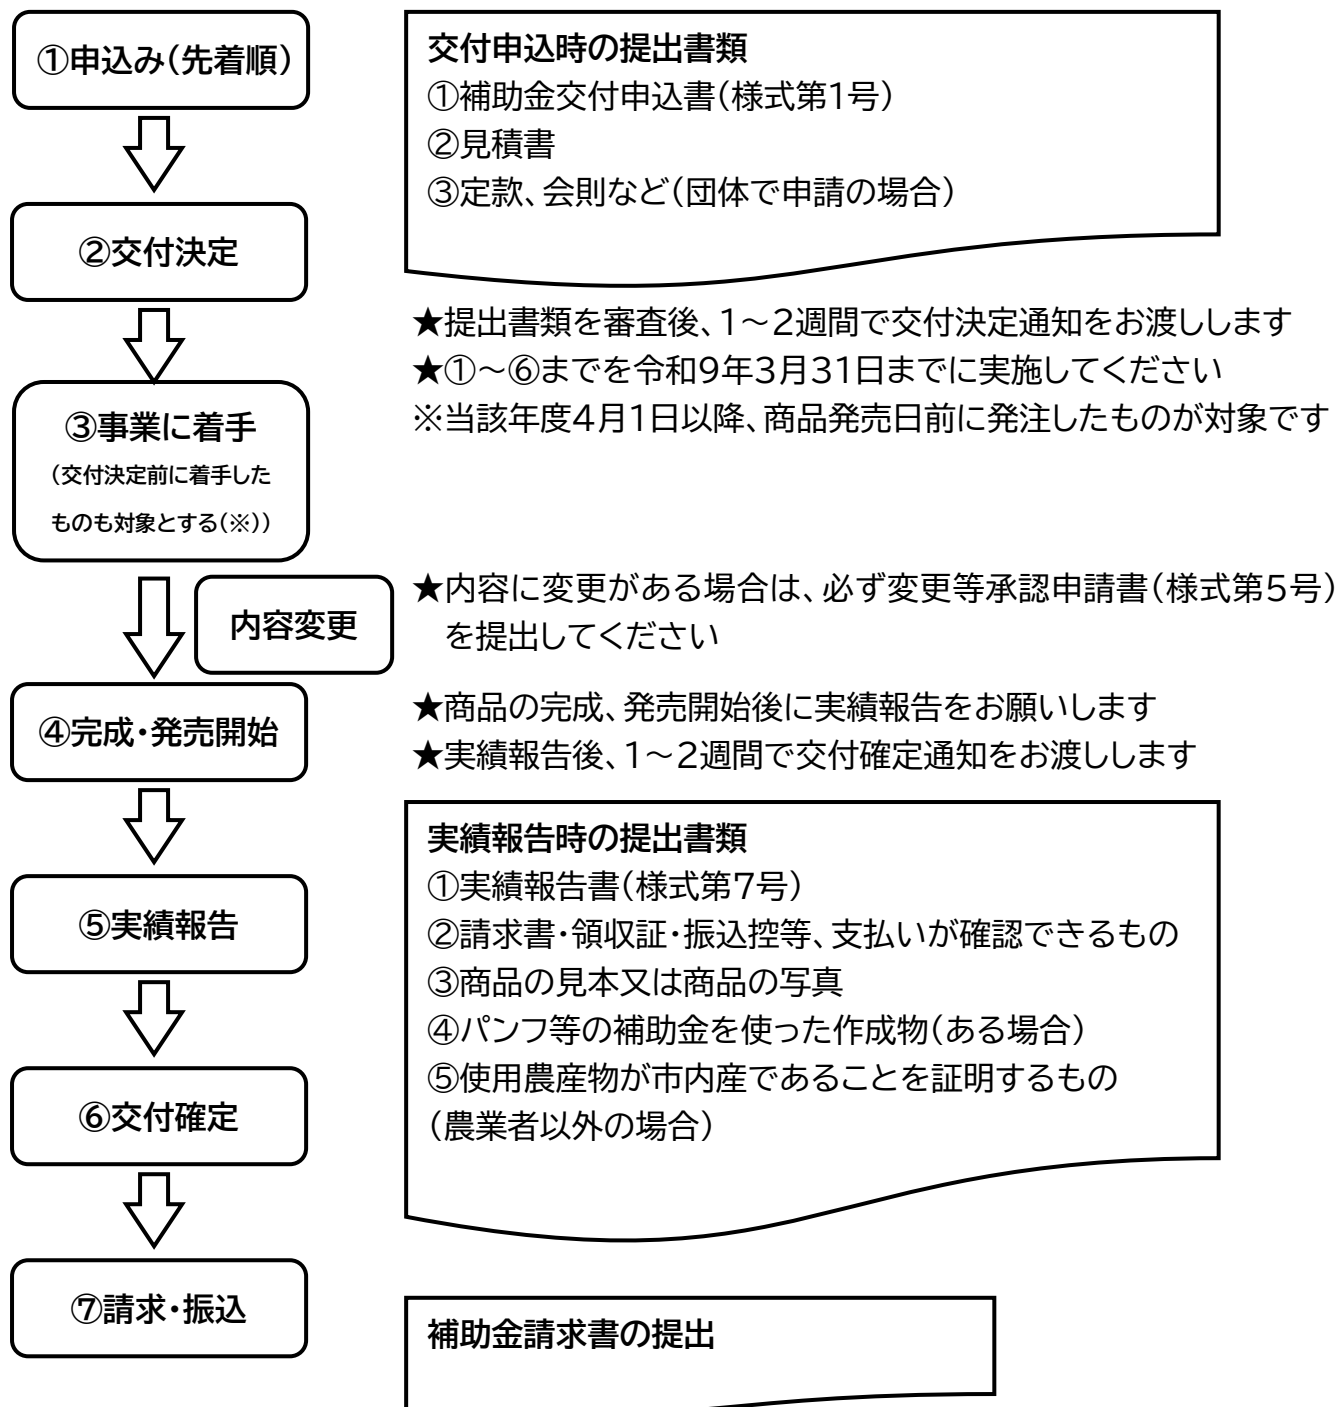 ①申込み(先着順)
交付申込時の提出書類
①補助金交付申込書(様式第1号)
②見積書
③定款、会則など(団体で申請の場合)
②交付決定
★提出書類を審査後、1～2週間で交付決定通知をお渡しします
★①～⑥までを令和9年3月31日までに実施してください
※当該年度4月1日以降、商品発売日前に発注したものが対象です
③事業に着手
(交付決定前に着手した
ものも対象とする(※))
内容変更
★内容に変更がある場合は、必ず変更等承認申請書(様式第5号)
を提出してください
④完成・発売開始
★商品の完成、発売開始後に実績報告をお願いします
★実績報告後、1～2週間で交付確定通知をお渡しします
⑤実績報告
実績報告時の提出書類
①実績報告書(様式第7号)
②請求書・領収証・振込控等、支払いが確認できるもの
③商品の見本又は商品の写真
④パンフ等の補助金を使った作成物(ある場合)
⑤使用農産物が市内産であることを証明するもの
(農業者以外の場合)
⑥交付確定
⑦請求・振込
補助金請求書の提出